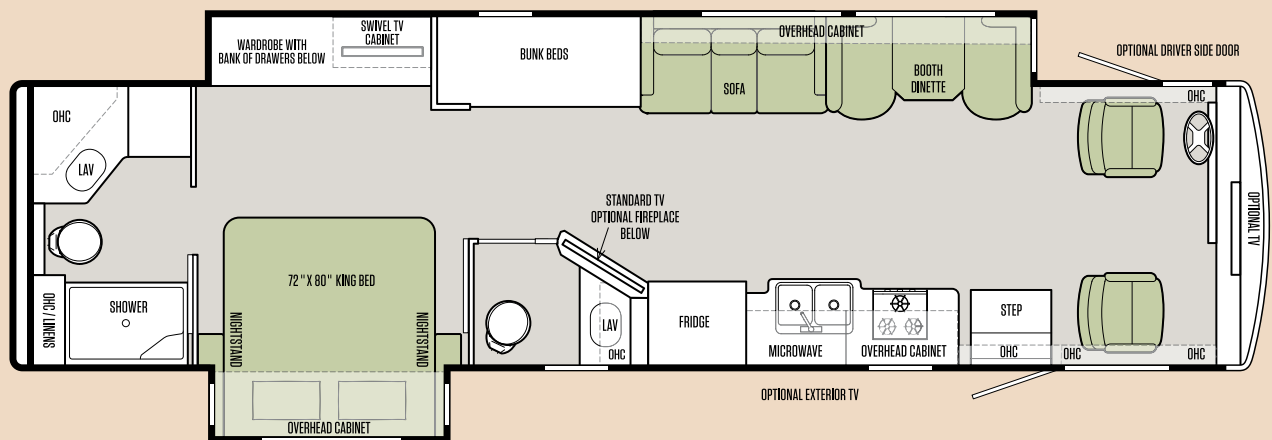 WARDROBE WITH
BANK OF DRAWERS BELOW
SWIVEL TV
CABINET
BUNK BEDS
OVERHEAD CABINET
SOFA
BOOTH
DINETTE
OPTIONAL DRIVER SIDE DOOR
OHC
OHC
LAV
STANDARD TV
OPTIONAL FIREPLACE
BELOW
OPTIONAL TV
72" X 80" KING BED
OHC / LINENS
SHOWER
NIGHTSTAND
NIGHTSTAND
LAV
OHC
FRIDGE
MICROWAVE
OVERHEAD CABINET
STEP
OHC
OHC
OHC
OPTIONAL EXTERIOR TV
OVERHEAD CABINET